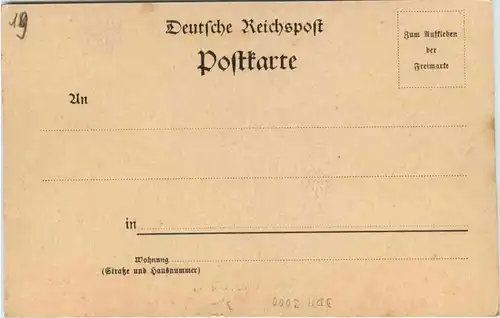 19
Deutsche Reichspost
Postkarte
Zum Aufkleben
der
Freimarke
An
in
Wohnung
(Straße und Hausnummer)